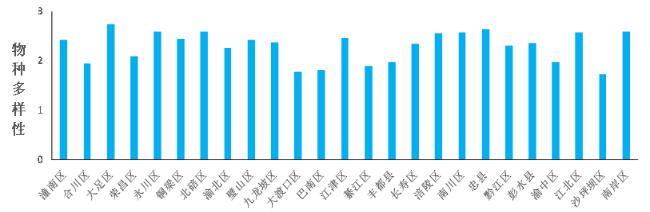 物种多样性
3
2
1
0
潼南区 合川区 大足区 荣昌区 永川区 铜梁区 北碚区 渝北区 璧山区 九龙坡区 大渡口区 巴南区 江津区 綦江区 丰都县 长寿区 涪陵区 南川区 忠县 黔江区 彭水县 渝中区 江北区 沙坪坝区 南岸区